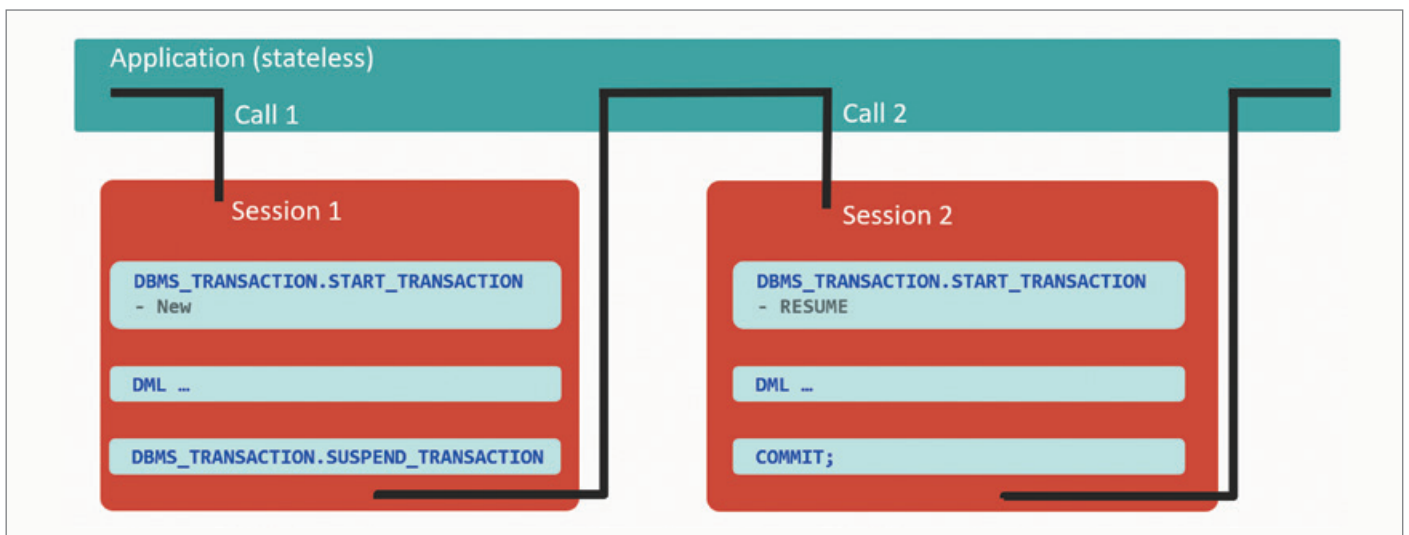 Application (stateless)
Call 1
Call 2
Session 1
DBMS_TRANSACTION.START_TRANSACTION
- New
DML …
DBMS_TRANSACTION.SUSPEND_TRANSACTION
Session 2
DBMS_TRANSACTION.START_TRANSACTION
- RESUME
DML …
COMMIT;